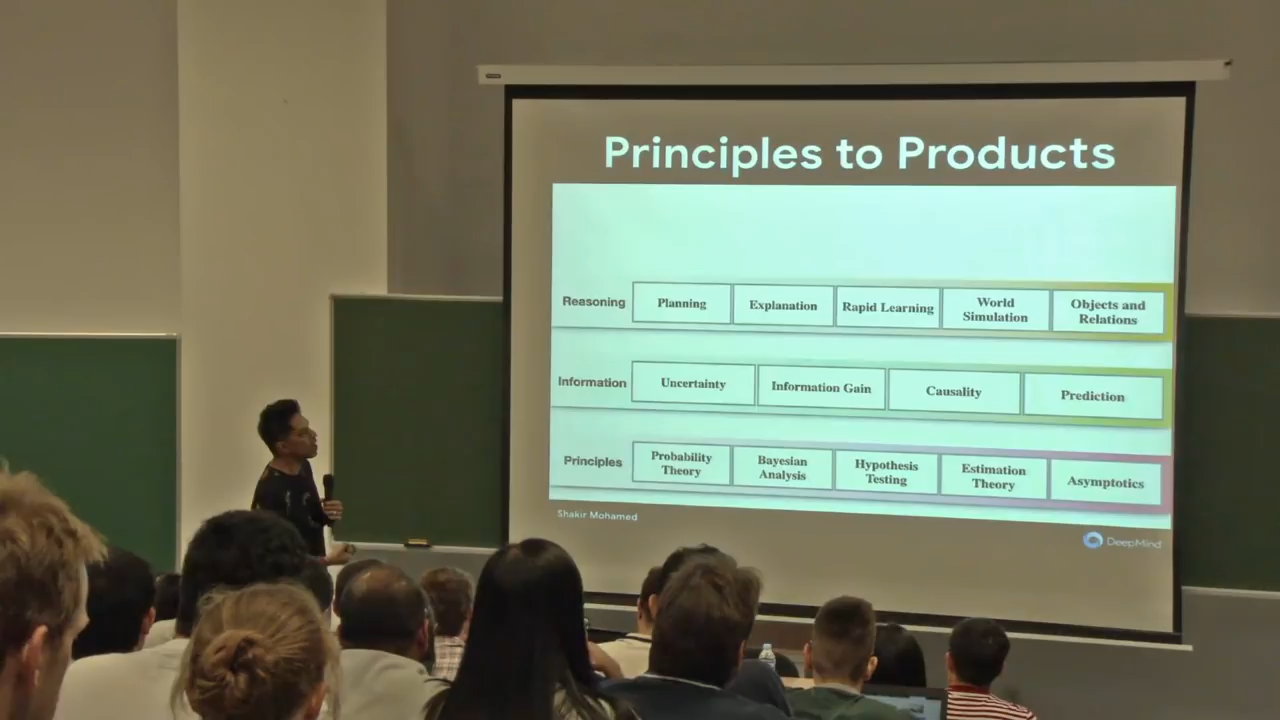 Principles to Products
Reasoning
Planning
Explanation
Rapid Learning
World
Simulation
Objects and
Relations
Information
Uncertainty
Information Gain
Causality
Prediction
Principles
Probability
Theory
Bayesian
Analysis
Hypothesis
Testing
Estimation
Theory
Asymptotics
Shakir Mohamed
DeepMind